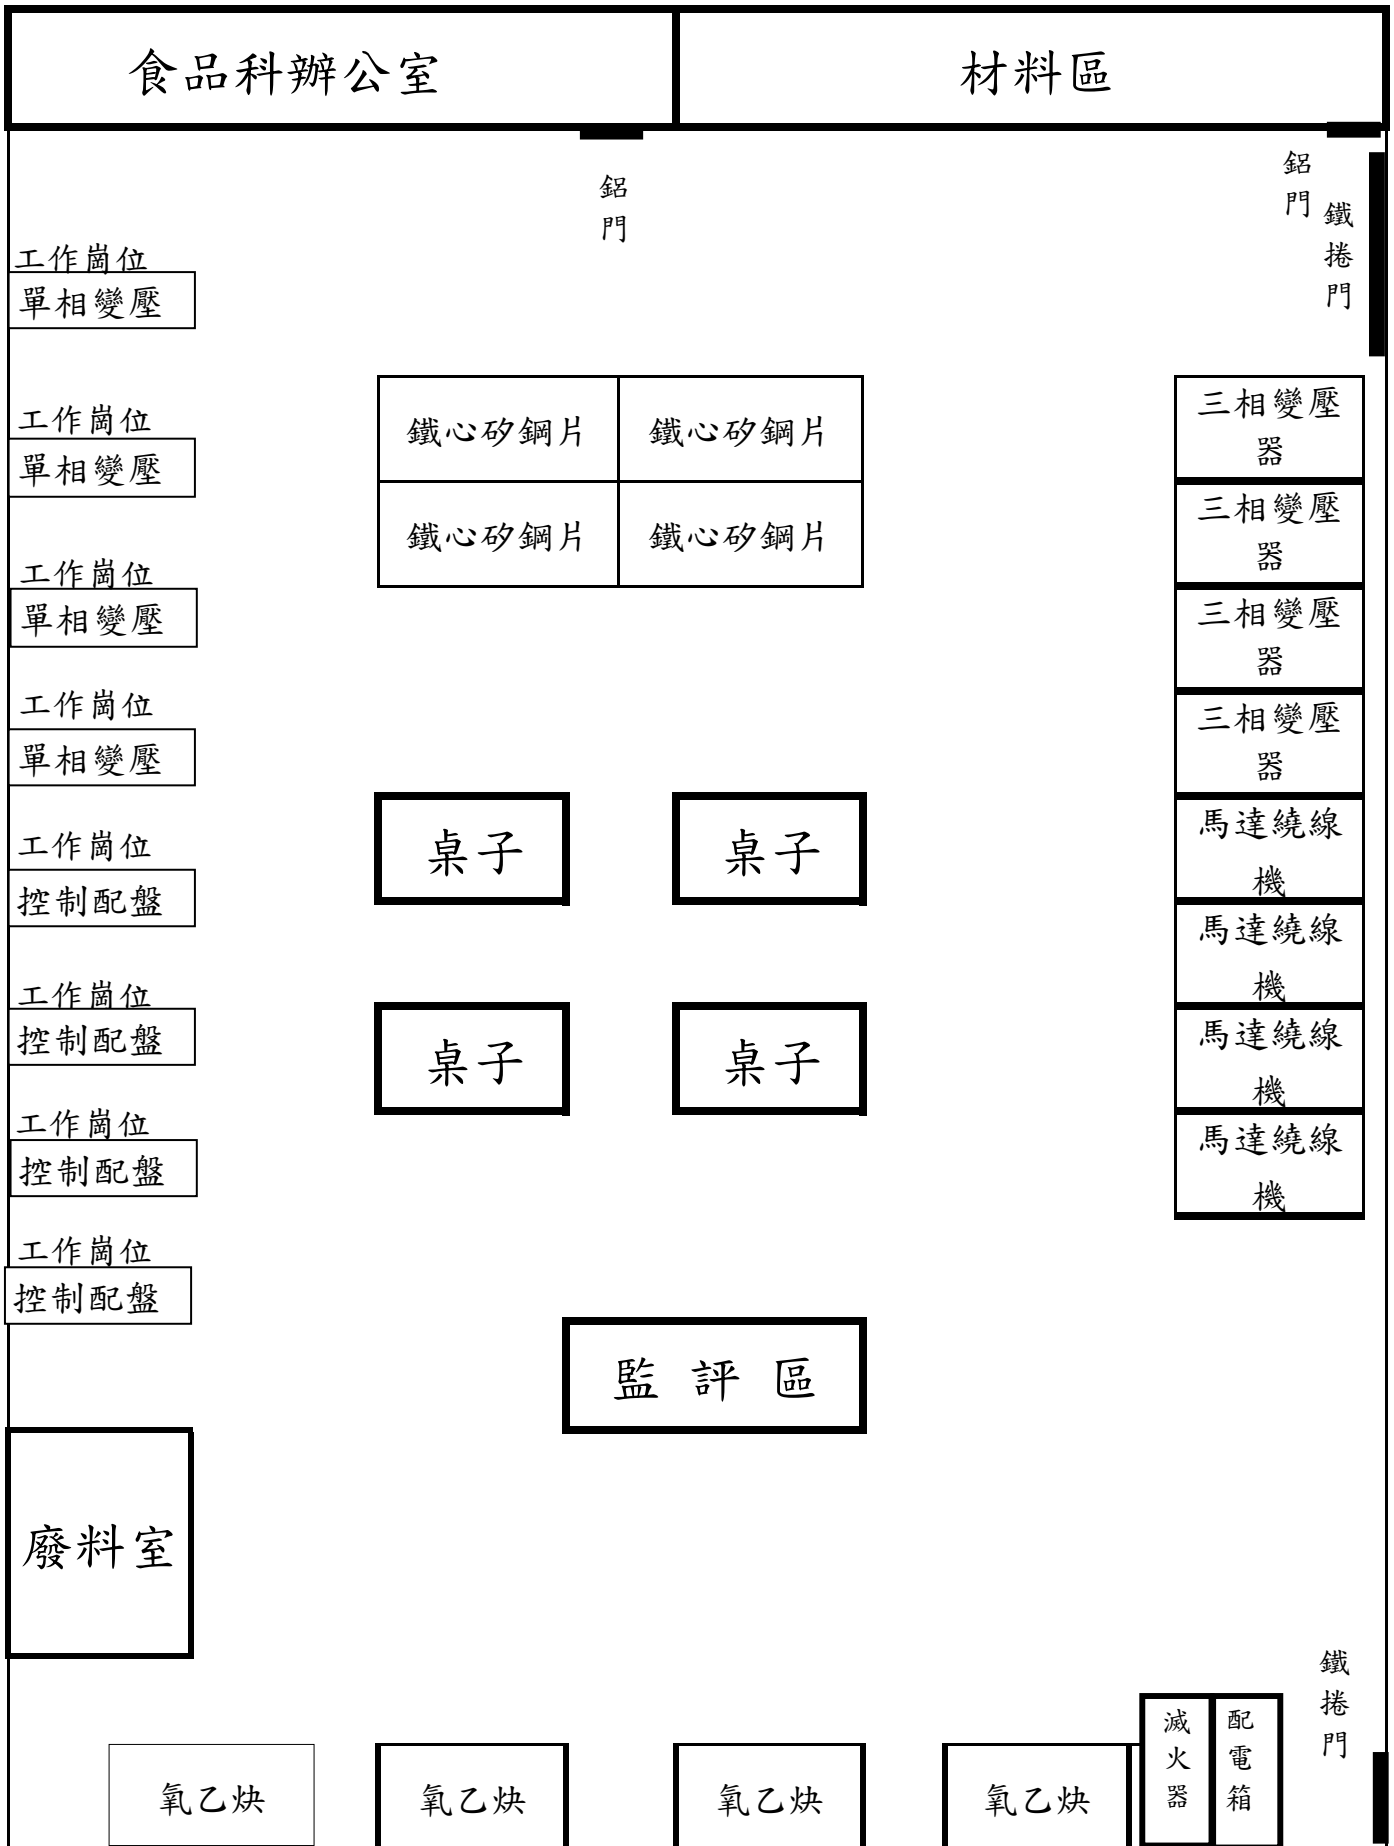 食品科辦公室
材料區
鋁門
鋁門
鐵捲門
工作崗位
單相變壓
工作崗位
單相變壓
工作崗位
單相變壓
工作崗位
單相變壓
工作崗位
控制配盤
工作崗位
控制配盤
工作崗位
控制配盤
工作崗位
控制配盤
鐵心矽鋼片
鐵心矽鋼片
鐵心矽鋼片
鐵心矽鋼片
桌子
桌子
桌子
桌子
三相變壓
器
三相變壓
器
三相變壓
器
三相變壓
器
馬達繞線
機
馬達繞線
機
馬達繞線
機
馬達繞線
機
監評區
廢料室
氧乙炔
氧乙炔
氧乙炔
氧乙炔
滅火器
配電箱
鐵捲門